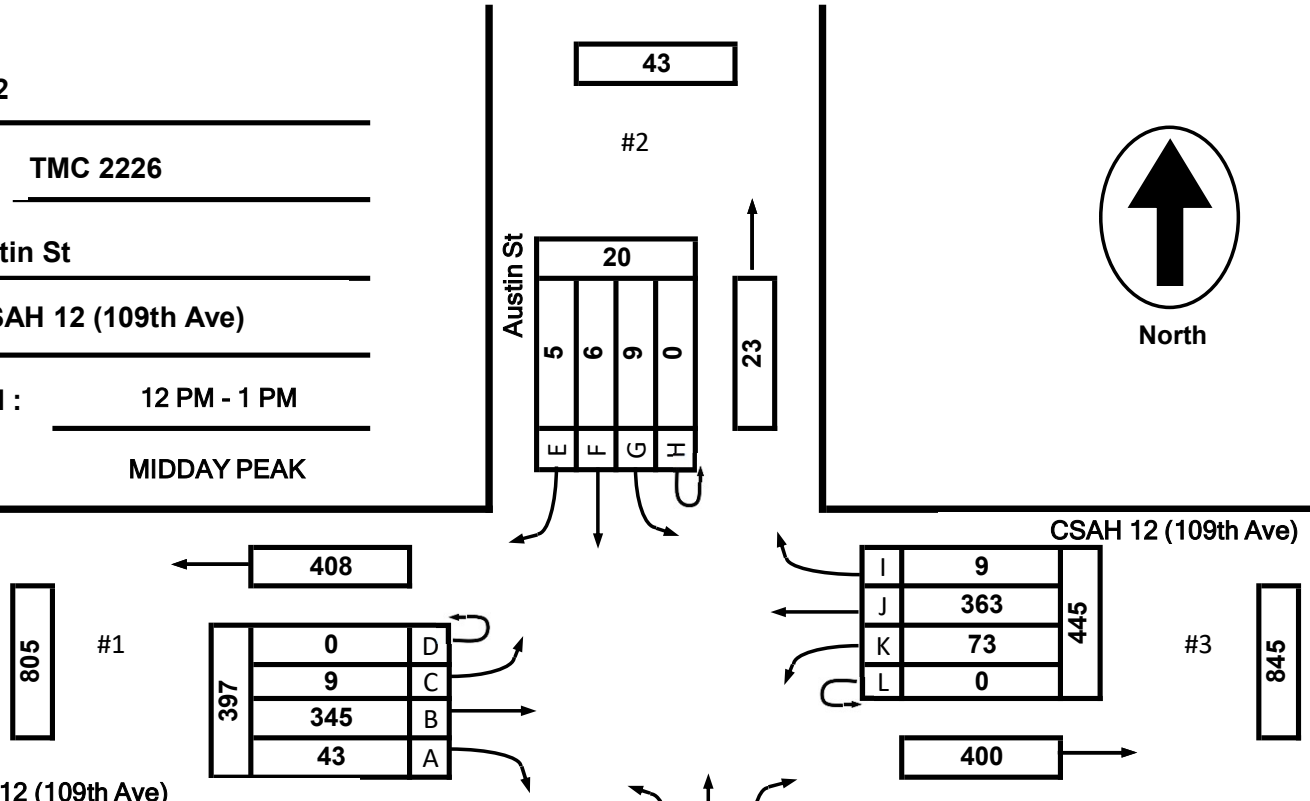 2
TMC 2226
tin St
SAH 12 (109th Ave)
:
12 PM - 1 PM
MIDDAY PEAK
43
#2
Austin St
20
5 6 9 0
E F G H
23
North
CSAH 12 (109th Ave)
408
805
#1
397
0 D
9 C
345 B
43 A
I 9
J 363
K 73
L 0
445
#3
845
400
12 (109th Ave)